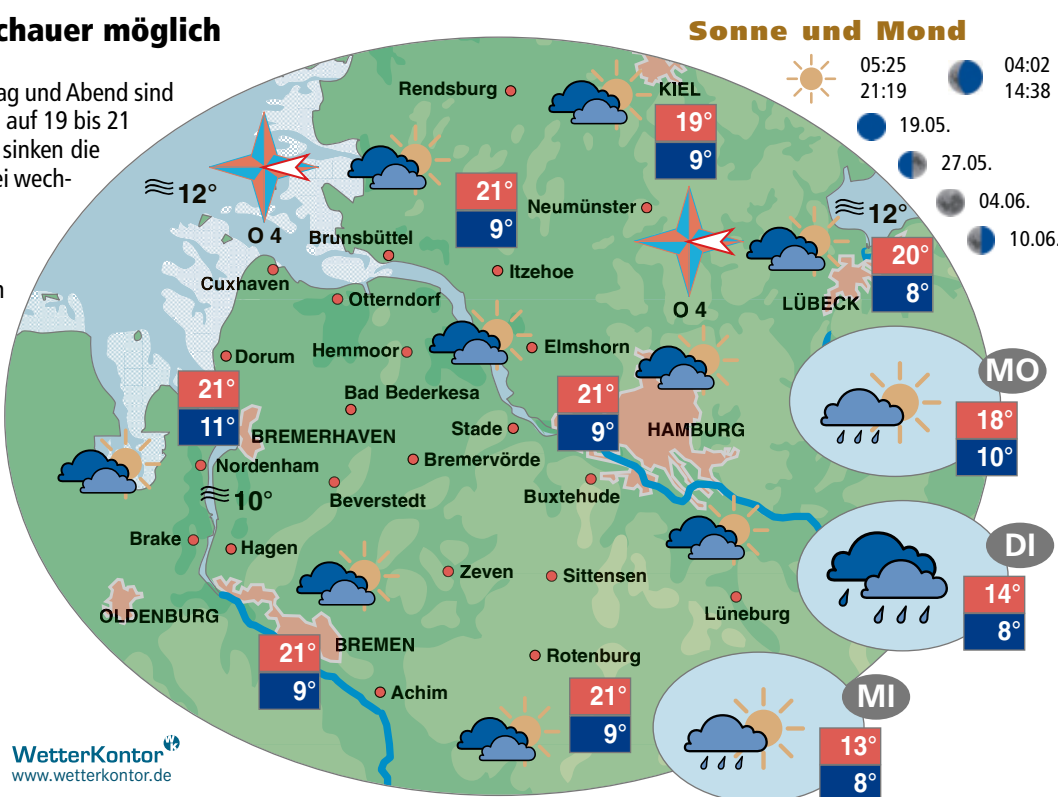 chauer möglich
ag und Abend sind
auf 19 bis 21
sinken die
ei wech-
n
Sonne und Mond
05:25
21:19
04:02
14:38
19.05.
27.05.
04.06.
10.06.
Rendsburg
KIEL
19°
9°
12°
O 4
21°
9°
Neumünster
12°
Brunsbüttel
Cuxhaven
Itzehoe
Otterndorf
O 4
LÜBECK
20°
8°
Dorum
Hemmoor
Elmshorn
MO
18°
10°
21°
11°
Bad Bederkesa
BREMERHAVEN
Stade
21°
9°
HAMBURG
Nordenham
Bremervörde
10°
Beverstedt
Buxtehude
Brake
Hagen
DI
14°
8°
Zeven
Sittensen
Lüneburg
OLDENBURG
BREMEN
21°
9°
Rotenburg
Achim
21°
9°
MI
13°
8°
WetterKontor
www.wetterkontor.de